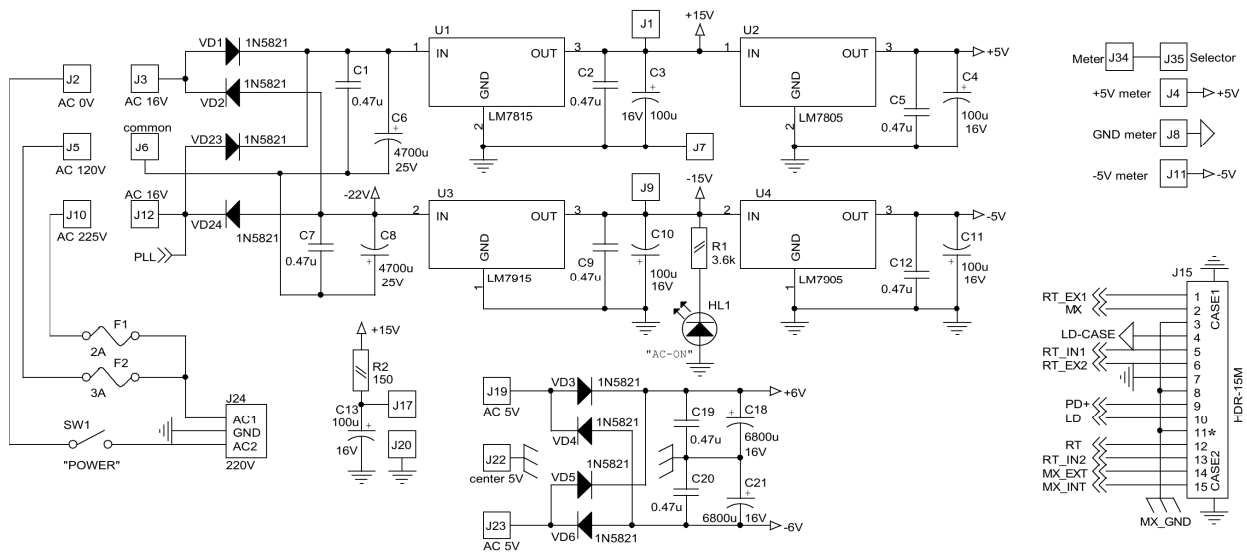 J2
AC 0V
J5
AC 120V
J10
AC 225V
J3
AC 16V
common
J6
AC 16V
J12
PLL
VD1 1N5821
VD2 1N5821
VD23 1N5821
VD24 1N5821
C1
0.47u
C6
+
4700u
25V
-22V
C7
0.47u
C8
+
4700u
25V
U1
1 IN OUT 3
GND
2
LM7815
C2
0.47u
J1
C3
+
16V 100u
J7
+15V
U2
1 IN OUT 3
GND
2
LM7805
C5
0.47u
C4
+
100u
16V
+5V
U3
2 IN OUT 3
GND
1
LM7915
C9
0.47u
J9
C10
+
100u
16V
-15V
R1
3.6k
HL1
"AC-ON"
U4
2 IN OUT 3
GND
1
LM7905
C12
0.47u
C11
+
100u
16V
-5V
F1
2A
F2
3A
J24
AC1
GND
AC2
220V
SW1
"POWER"
+15V
R2
150
J17
C13
100u
+
16V
J20
J19
AC 5V
J22
center 5V
J23
AC 5V
VD3 1N5821
VD4 1N5821
VD5 1N5821
VD6 1N5821
C19
0.47u
C18
+
6800u
16V
C20
0.47u
C21
+
6800u 16V
+6V
-6V
Meter J34 J35 Selector
+5V meter J4 +5V
GND meter J8
-5V meter J11 -5V
J15
RT_EX1 1
MX 2
3
LD-CASE 4
RT_IN1 5
RT_EX2 6
7
8
PD+ 9
LD 10
11*
RT 12
RT_IN2 13
MX_EXT 14
MX_INT 15
CASE1
CASE2
HDR-15M
MX_GND